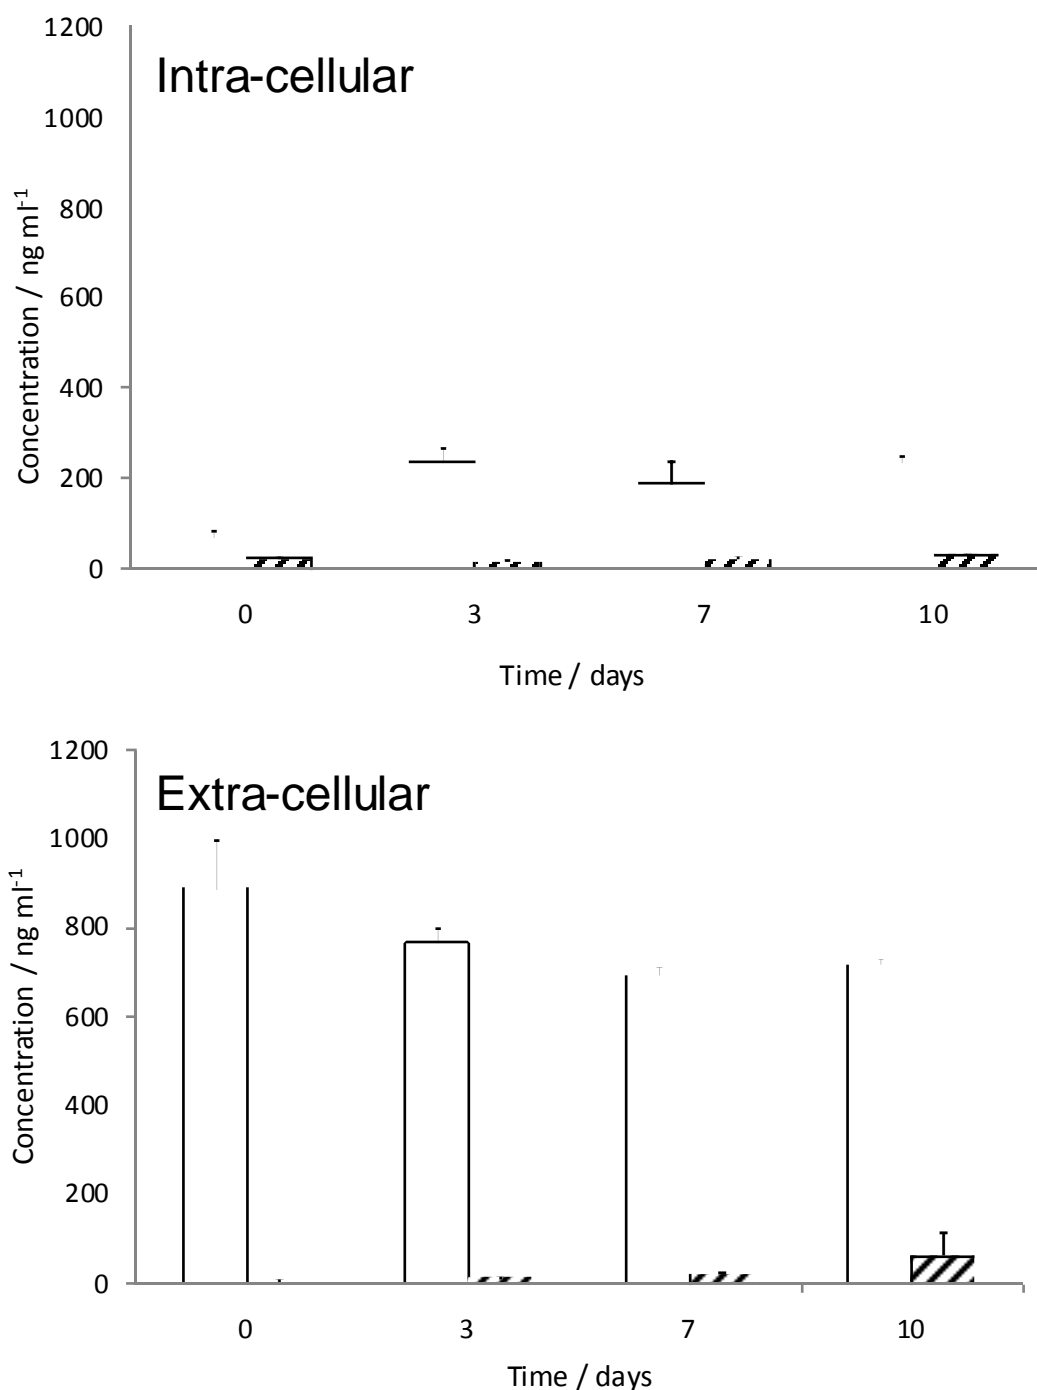 1200
Intra-cellular
1000
800
600
400
200
0
Concentration / ng ml⁻¹
0 3 7 10
Time / days
1200
Extra-cellular
1000
800
600
400
200
0
Concentration / ng ml⁻¹
0 3 7 10
Time / days